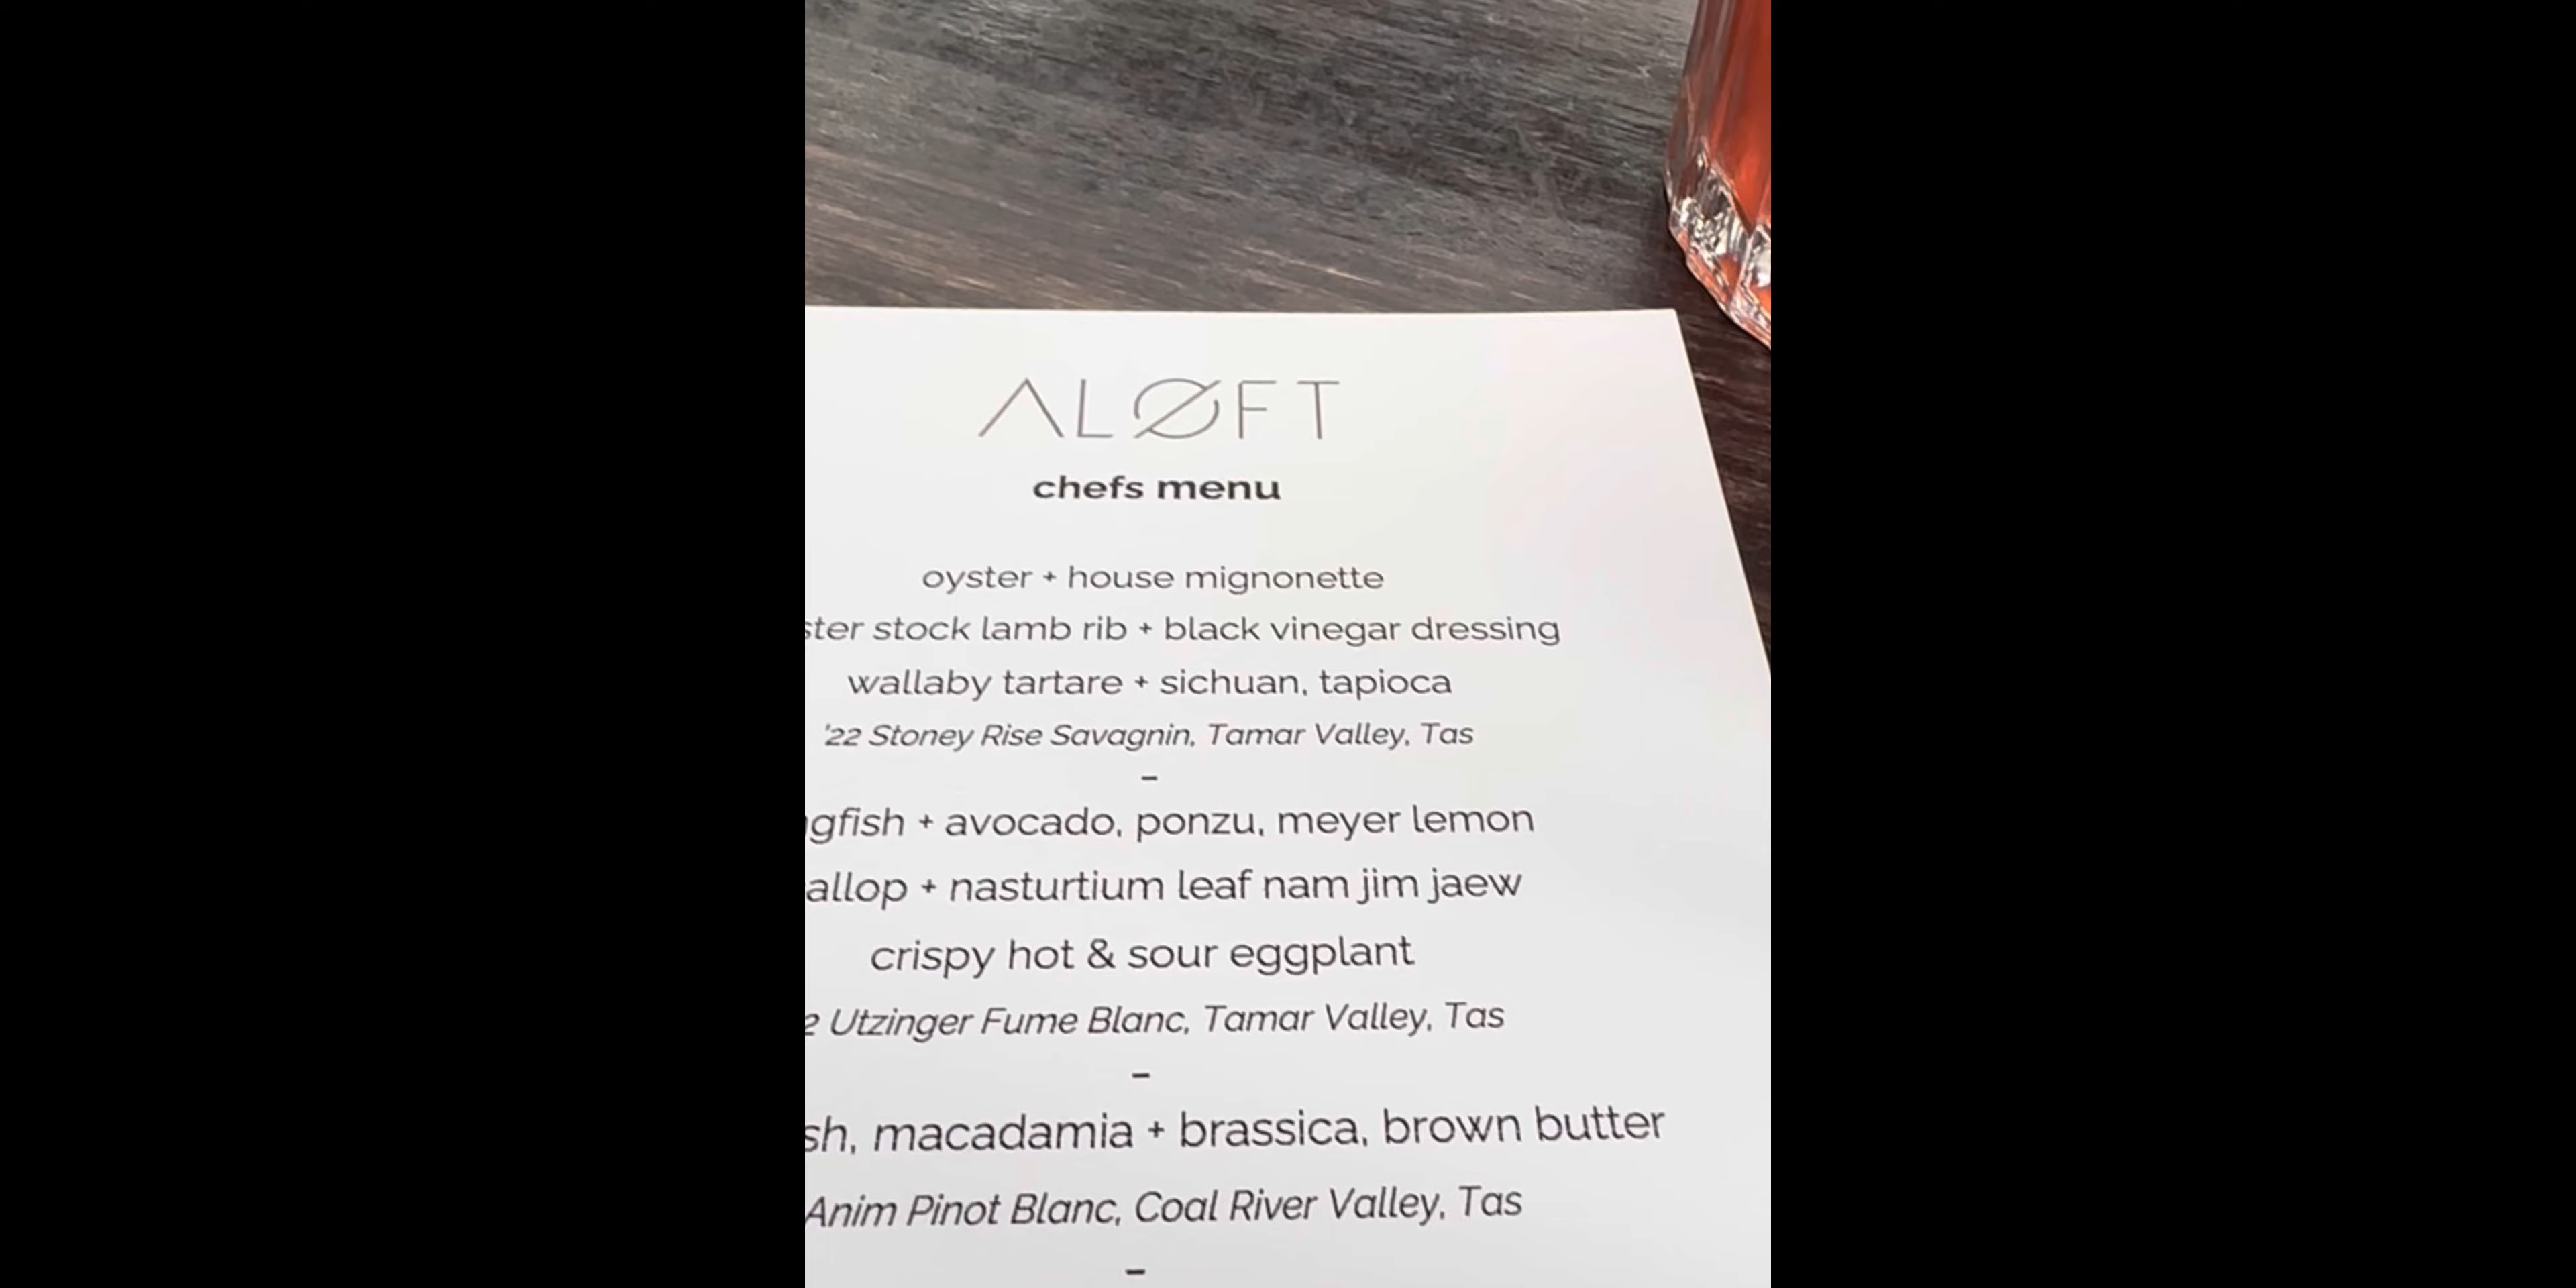 ALØFT
chefs menu
oyster + house mignonette
stock lamb rib + black vinegar dressing
wallaby tartare + sichuan, tapioca
'22 Stoney Rise Savagnin, Tamar Valley, Tas
-
+ avocado, ponzu, meyer lemon
+ nasturtium leaf nam jim jaew
crispy hot & sour eggplant
Utzinger Fume Blanc, Tamar Valley, Tas
-
macadamia + brassica, brown butter
Anim Pinot Blanc, Coal River Valley, Tas
-